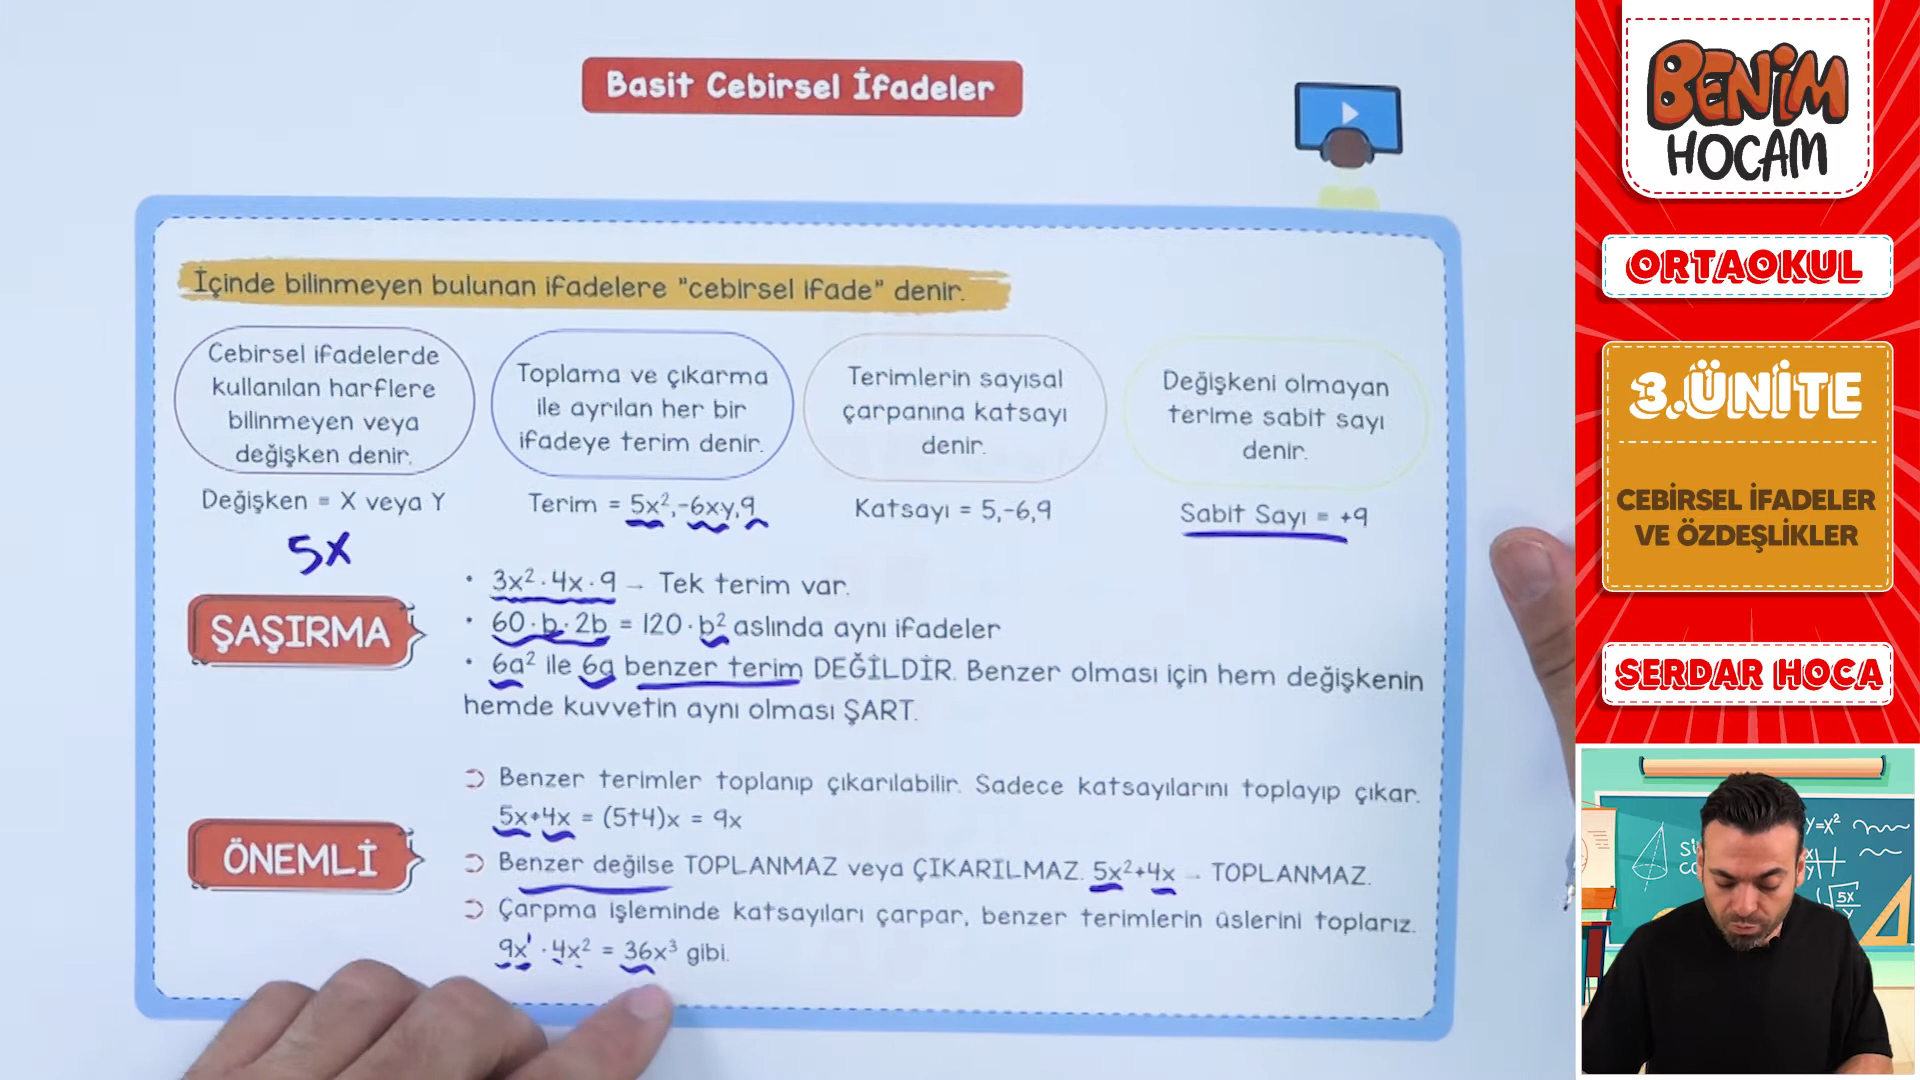 Basit Cebirsel İfadeler
İçinde bilinmeyen bulunan ifadelere "cebirsel ifade" denir.
Cebirsel ifadelerde
kullanılan harflere
bilinmeyen veya
değişken denir.
Değişken = X veya Y
5x
Toplama ve çıkarma
ile ayrılan her bir
ifadeye terim denir.
Terim = 5x²,-6xy,9
Terimlerin sayısal
çarpanına katsayı
denir.
Katsayı = 5,-6,9
Değişkeni olmayan
terime sabit sayı
denir.
Sabit Sayı = +9
ŞAŞIRMA
• 3x² · 4x · 9 → Tek terim var.
• 60 · b · 2b = 120 · b² aslında aynı ifadeler
• 6a² ile 6a benzer terim DEĞİLDİR. Benzer olması için hem değişkenin
hemde kuvvetin aynı olması ŞART.
ÖNEMLİ
Benzer terimler toplanıp çıkarılabilir. Sadece katsayılarını toplayıp çıkar.
5x+4x = (5+4)x = 9x
Benzer değilse TOPLANMAZ veya ÇIKARILMAZ. 5x²+4x → TOPLANMAZ.
Çarpma işleminde katsayıları çarpar, benzer terimlerin üslerini toplarız.
9x¹ · 4x² = 36x³ gibi.
BENİM
HOCAM
ORTAOKUL
3.ÜNİTE
CEBİRSEL İFADELER
VE ÖZDEŞLİKLER
SERDAR HOCA